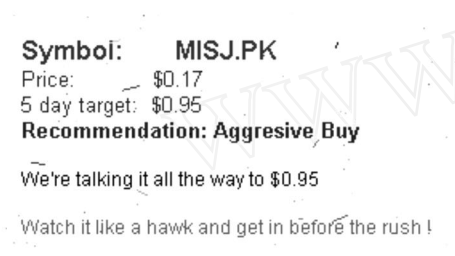 Symbol: MISJ.PK
Price: $0.17
5 day target: $0.95
Recommendation: Aggresive Buy
We're talking it all the way to $0.95
Watch it like a hawk and get in before the rush !
WWW